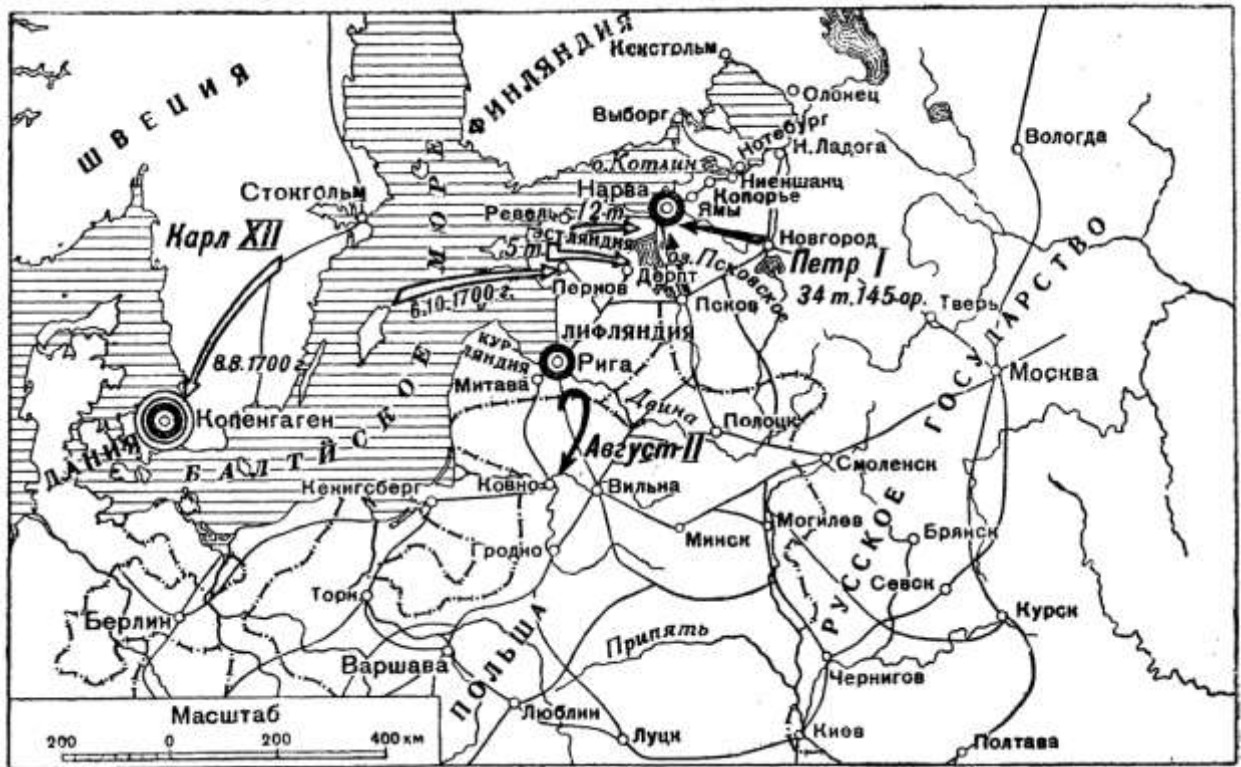 ШВЕЦИЯ
ФИНЛЯНДИЯ
Кекстольм
Олонец
Выборг
Нотебург
Вологда
о. Котлин
Н. Ладога
Ниеншанц
Стокгольм
Нарва
Копорье
Ямы
Ревель
12 т.
ЭСТЛЯНДИЯ
Новгород
Карл XII
5 т.
оз. Псковское
Петр I
34 т. 145 ор.
Дерпт
Пернов
6.10.1700 г.
Псков
Тверь
ЛИФЛЯНДИЯ
КУРЛЯНДИЯ
8.8.1700 г.
Рига
Митава
Москва
Двина
Полоцк
Копенгаген
ДАНИЯ
БАЛТИЙСКОЕ МОРЕ
Август II
Смоленск
РУССКОЕ ГОСУДАРСТВО
Кенигсберг
Ковно
Вильна
Минск
Могилев
Брянск
Гродно
Севск
Берлин
Торн
Курск
Припять
Варшава
ПОЛЬША
Чернигов
Люблин
Луцк
Киев
Полтава
Масштаб
200 0 200 400 км